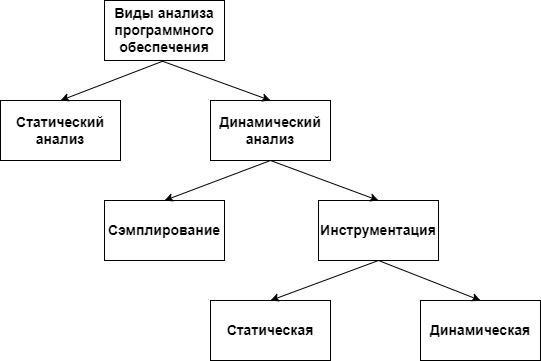 Виды анализа
программного
обеспечения
Статический
анализ
Динамический
анализ
Сэмплирование
Инструментация
Статическая
Динамическая